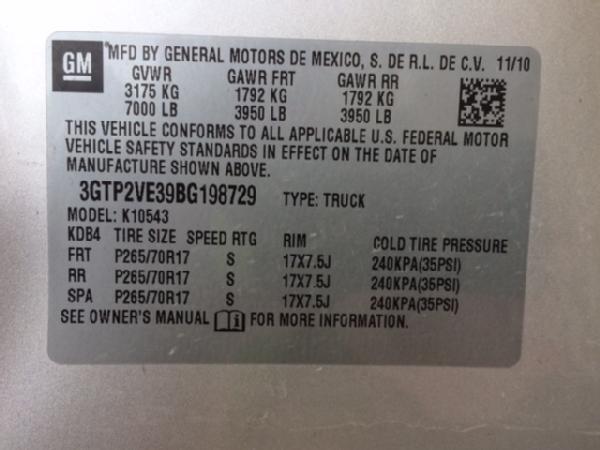 GM MFD BY GENERAL MOTORS DE MEXICO, S. DE R.L. DE C.V. 11/10
GVWR GAWR FRT GAWR RR
3175 KG 1792 KG 1792 KG
7000 LB 3950 LB 3950 LB
THIS VEHICLE CONFORMS TO ALL APPLICABLE U.S. FEDERAL MOTOR
VEHICLE SAFETY STANDARDS IN EFFECT ON THE DATE OF
MANUFACTURE SHOWN ABOVE.
3GTP2VE39BG198729 TYPE: TRUCK
MODEL: K10543
KDB4 TIRE SIZE SPEED RTG RIM COLD TIRE PRESSURE
FRT P265/70R17 S 17X7.5J 240KPA(35PSI)
RR P265/70R17 S 17X7.5J 240KPA(35PSI)
SPA P265/70R17 S 17X7.5J 240KPA(35PSI)
SEE OWNER'S MANUAL FOR MORE INFORMATION.